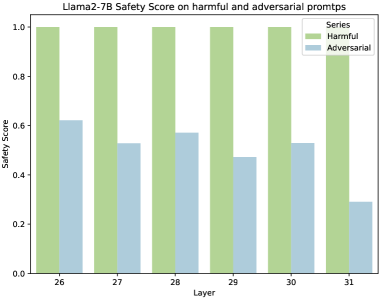 Llama2-7B Safety Score on harmful and adversarial promtps
Series
Harmful
Adversarial
1.0
0.8
0.6
0.4
0.2
0.0
Safety Score
26 27 28 29 30 31
Layer